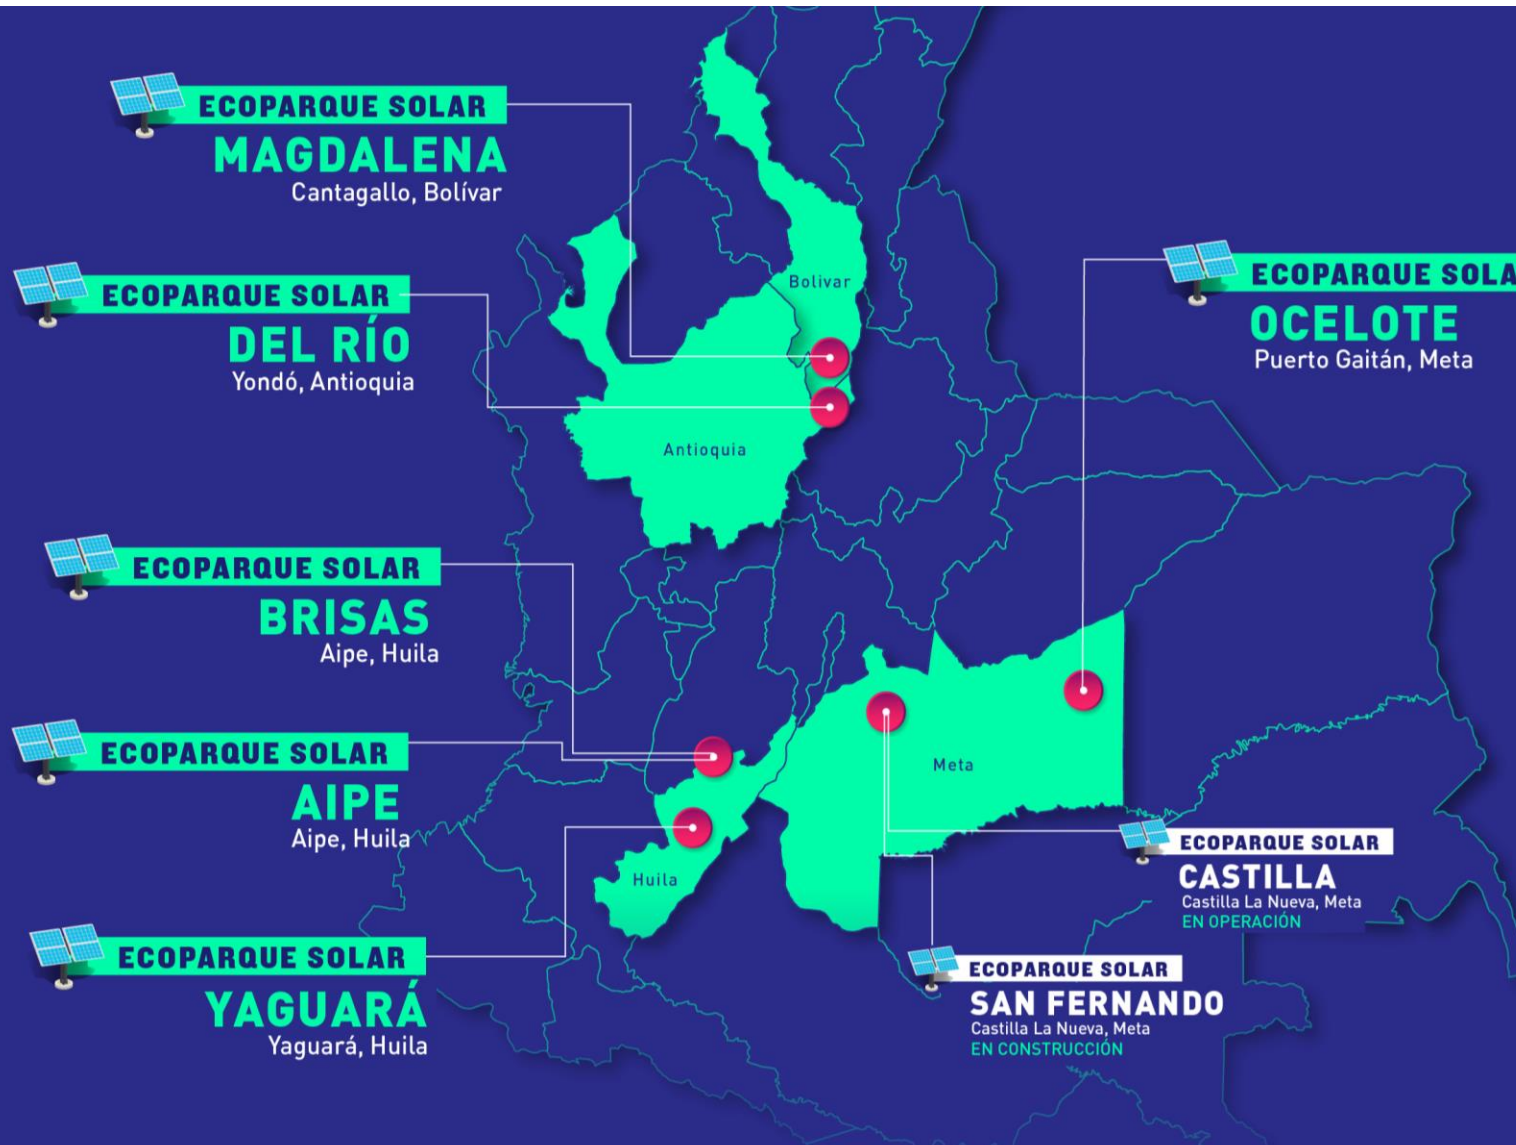 ECOPARQUE SOLAR
MAGDALENA
Cantagallo, Bolívar
ECOPARQUE SOLAR
DEL RÍO
Yondó, Antioquia
ECOPARQUE SOLAR
BRISAS
Aipe, Huila
ECOPARQUE SOLAR
AIPE
Aipe, Huila
ECOPARQUE SOLAR
YAGUARÁ
Yaguará, Huila
Bolivar
Antioquia
Meta
Huila
ECOPARQUE SOLA
OCELOTE
Puerto Gaitán, Meta
ECOPARQUE SOLAR
CASTILLA
Castilla La Nueva, Meta
EN OPERACIÓN
ECOPARQUE SOLAR
SAN FERNANDO
Castilla La Nueva, Meta
EN CONSTRUCCIÓN